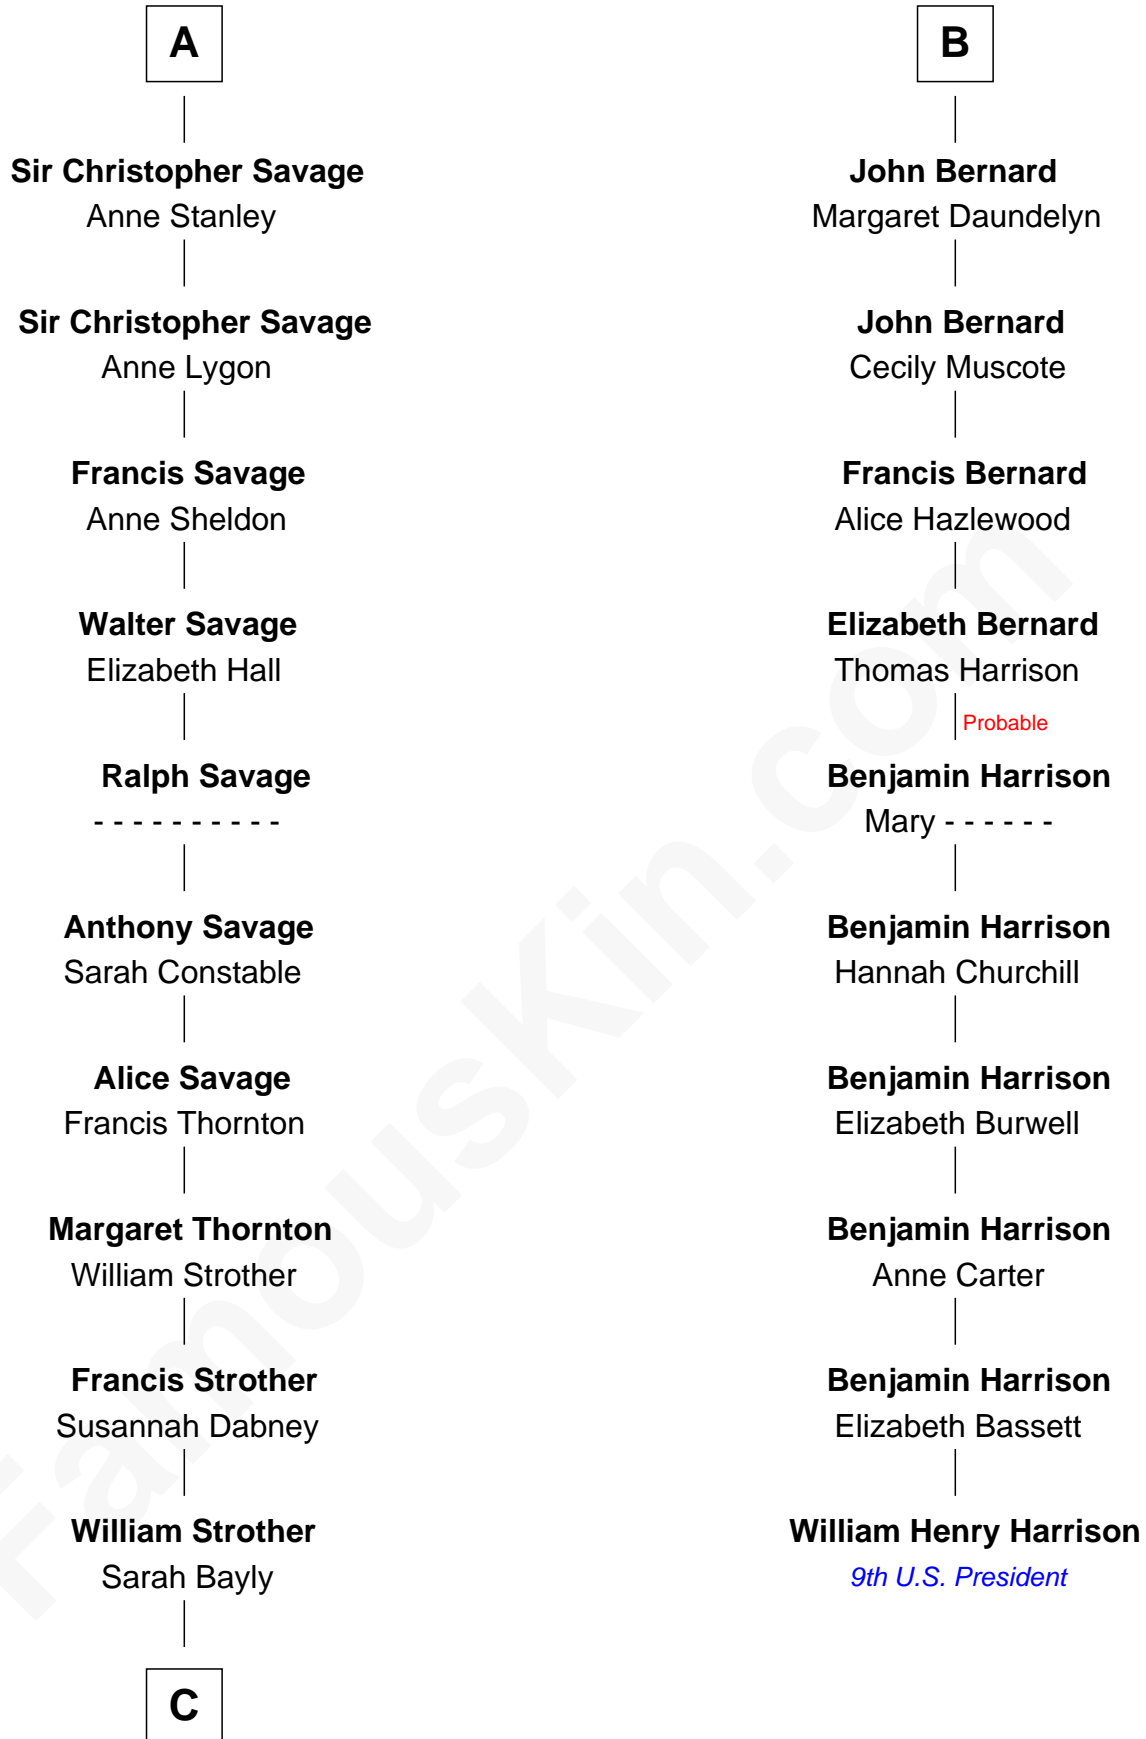 A
Sir Christopher Savage
Anne Stanley
Sir Christopher Savage
Anne Lygon
Francis Savage
Anne Sheldon
Walter Savage
Elizabeth Hall
Ralph Savage
- - - - - - - - - -
Anthony Savage
Sarah Constable
Alice Savage
Francis Thornton
Margaret Thornton
William Strother
Francis Strother
Susannah Dabney
William Strother
Sarah Bayly
C
B
John Bernard
Margaret Daundelyn
John Bernard
Cecily Muscote
Francis Bernard
Alice Hazlewood
Elizabeth Bernard
Thomas Harrison
Probable
Benjamin Harrison
Mary - - - - - -
Benjamin Harrison
Hannah Churchill
Benjamin Harrison
Elizabeth Burwell
Benjamin Harrison
Anne Carter
Benjamin Harrison
Elizabeth Bassett
William Henry Harrison
9th U.S. President
FamousKin.com